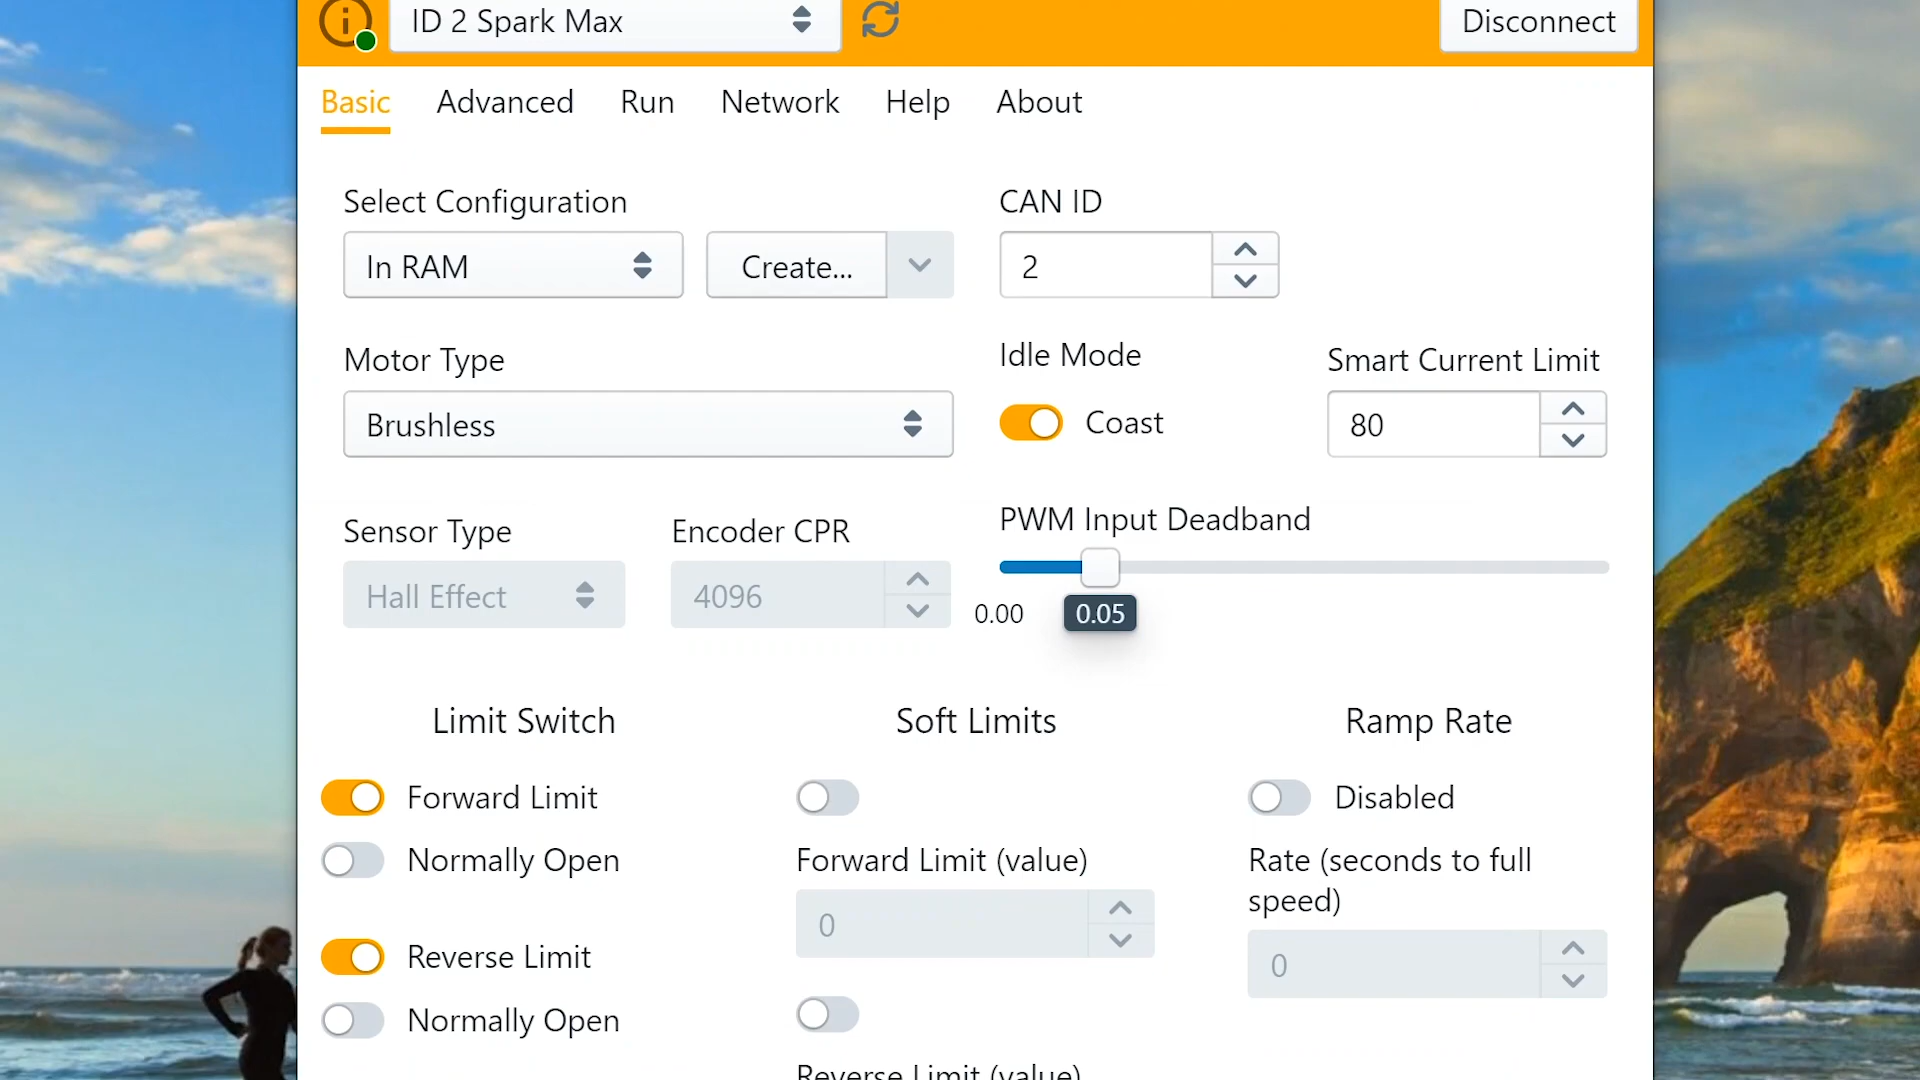 ID 2 Spark Max
Disconnect
Basic Advanced Run Network Help About
Select Configuration
CAN ID
In RAM
Create...
2
Motor Type
Idle Mode
Smart Current Limit
Brushless
Coast
80
Sensor Type
Encoder CPR
PWM Input Deadband
Hall Effect
4096
0.00
0.05
Limit Switch
Soft Limits
Ramp Rate
Forward Limit
Disabled
Normally Open
Forward Limit (value)
Rate (seconds to full
speed)
0
0
Reverse Limit
Normally Open
Reverse Limit (value)